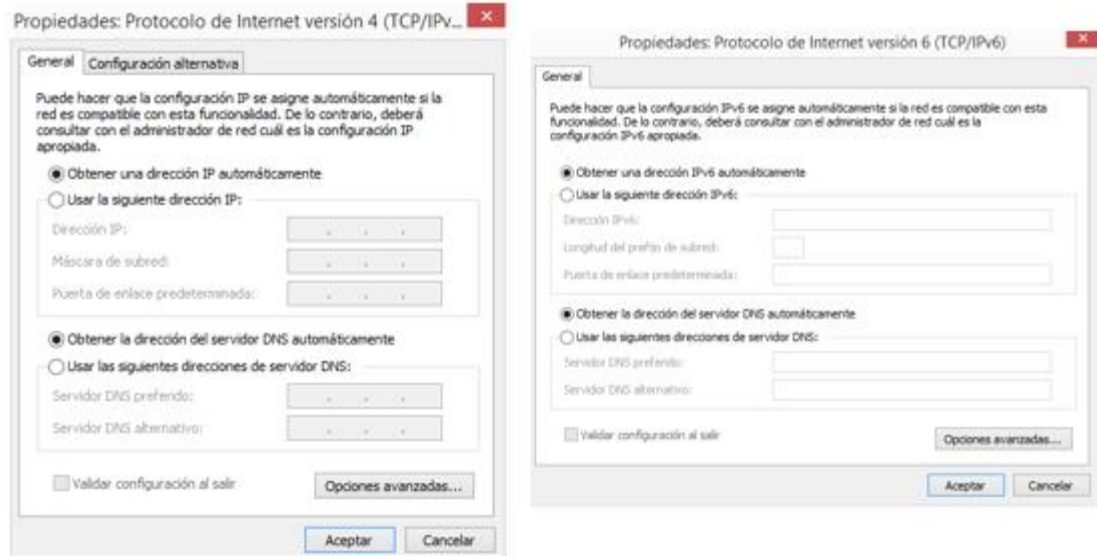 Propiedades: Protocolo de Internet versión 4 (TCP/IPv...
General
Configuración alternativa
Puede hacer que la configuración IP se asigne automáticamente si la
red es compatible con esta funcionalidad. De lo contrario, deberá
consultar con el administrador de red cuál es la configuración IP
apropiada.
Obtener una dirección IP automáticamente
Usar la siguiente dirección IP:
Dirección IP:
Máscara de subred:
Puerta de enlace predeterminada:
Obtener la dirección del servidor DNS automáticamente
Usar las siguientes direcciones de servidor DNS:
Servidor DNS preferido:
Servidor DNS alternativo:
Validar configuración al salir
Opciones avanzadas...
Aceptar
Cancelar
Propiedades: Protocolo de Internet versión 6 (TCP/IPv6)
General
Puede hacer que la configuración IPv6 se asigne automáticamente si la red es compatible con esta
funcionalidad. De lo contrario, deberá consultar con el administrador de red cuál es la
configuración IPv6 apropiada.
Obtener una dirección IPv6 automáticamente
Usar la siguiente dirección IPv6:
Dirección IPv6:
Longitud del prefijo de subred:
Puerta de enlace predeterminada:
Obtener la dirección del servidor DNS automáticamente
Usar las siguientes direcciones de servidor DNS:
Servidor DNS preferido:
Servidor DNS alternativo:
Validar configuración al salir
Opciones avanzadas...
Aceptar
Cancelar